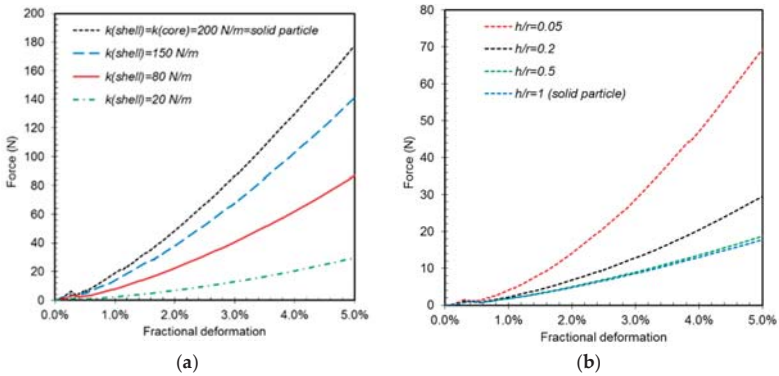 k(shell)=k(core)=200 N/m=solid particle
k(shell)=150 N/m
k(shell)=80 N/m
k(shell)=20 N/m
200
180
160
140
120
100
80
60
40
20
0
Force (N)
0.0% 1.0% 2.0% 3.0% 4.0% 5.0%
Fractional deformation
(a)
h/r=0.05
h/r=0.2
h/r=0.5
h/r=1 (solid particle)
80
70
60
50
40
30
20
10
0
Force (N)
0.0% 1.0% 2.0% 3.0% 4.0% 5.0%
Fractional deformation
(b)